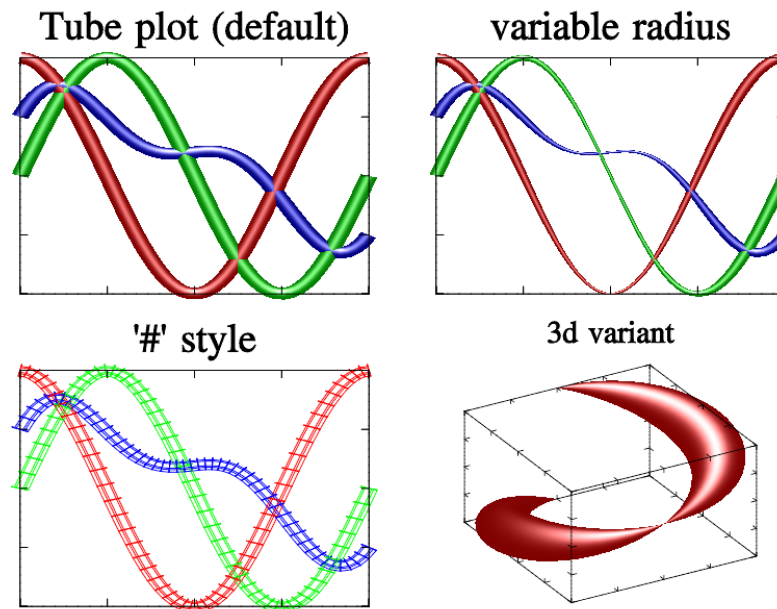 Tube plot (default)
variable radius
'#' style
3d variant